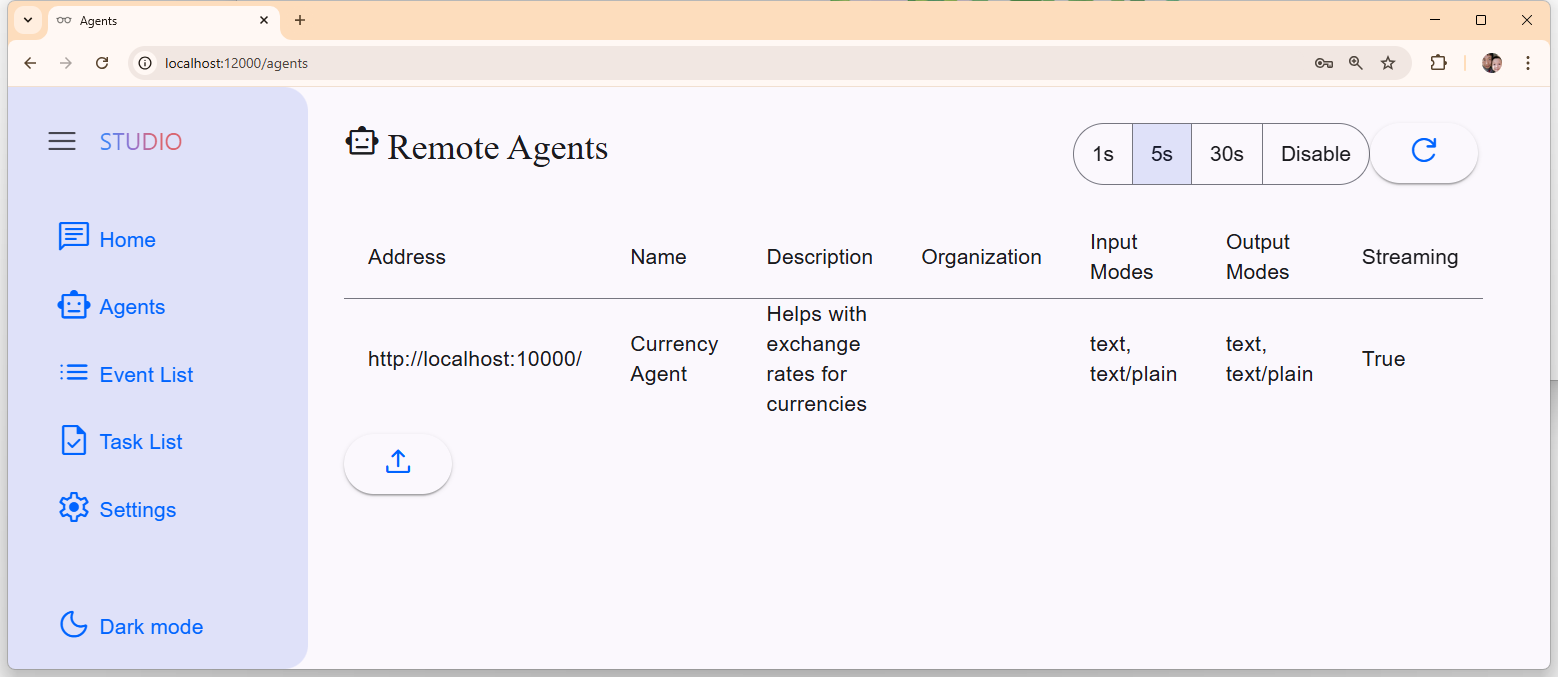 Agents
localhost:12000/agents
STUDIO
Home
Agents
Event List
Task List
Settings
Dark mode
Remote Agents
1s 5s 30s Disable
Address Name Description Organization Input Modes Output Modes Streaming
http://localhost:10000/ Currency Agent Helps with exchange rates for currencies text, text/plain text, text/plain True